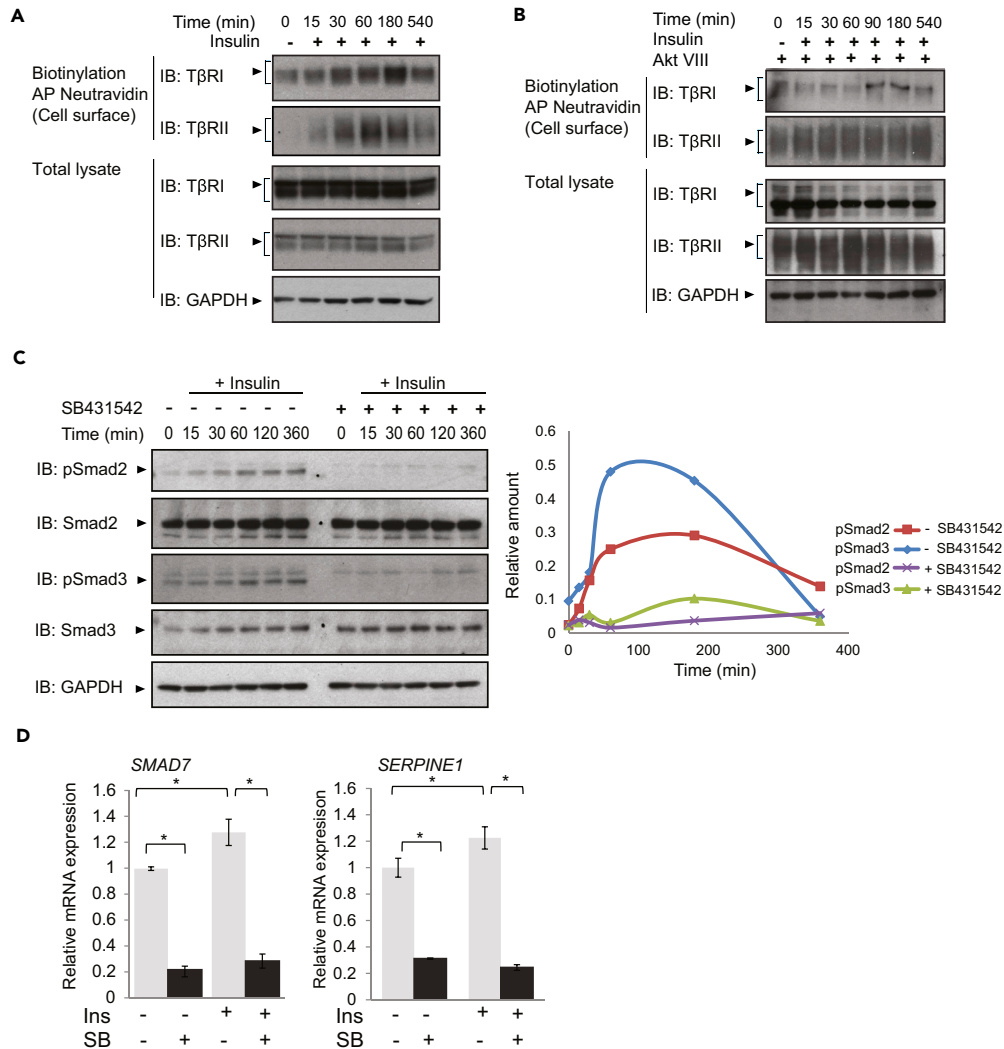 A
Time (min) 0 15 30 60 180 540
Insulin - + + + + +
Biotinylation
AP Neutravidin
(Cell surface)
IB: TβRI
IB: TβRII
Total lysate
IB: TβRI
IB: TβRII
IB: GAPDH
B
Time (min) 0 15 30 60 90 180 540
Insulin - + + + + + +
Akt VIII + + + + + + +
Biotinylation
AP Neutravidin
(Cell surface)
IB: TβRI
IB: TβRII
Total lysate
IB: TβRI
IB: TβRII
IB: GAPDH
C
+ Insulin + Insulin
SB431542 - - - - - - + + + + + +
Time (min) 0 15 30 60 120 360 0 15 30 60 120 360
IB: pSmad2
IB: Smad2
IB: pSmad3
IB: Smad3
IB: GAPDH
0.6
0.5
0.4
0.3
0.2
0.1
0
Relative amount
0 100 200 300 400
Time (min)
pSmad2 - SB431542
pSmad3 - SB431542
pSmad2 + SB431542
pSmad3 + SB431542
D
SMAD7
Relative mRNA expression
1.6
1.4
1.2
1
0.8
0.6
0.4
0.2
0
* * *
Ins - - + +
SB - + - +
SERPINE1
Relative mRNA expresison
1.6
1.4
1.2
1
0.8
0.6
0.4
0.2
0
* * *
- - + +
- + - +